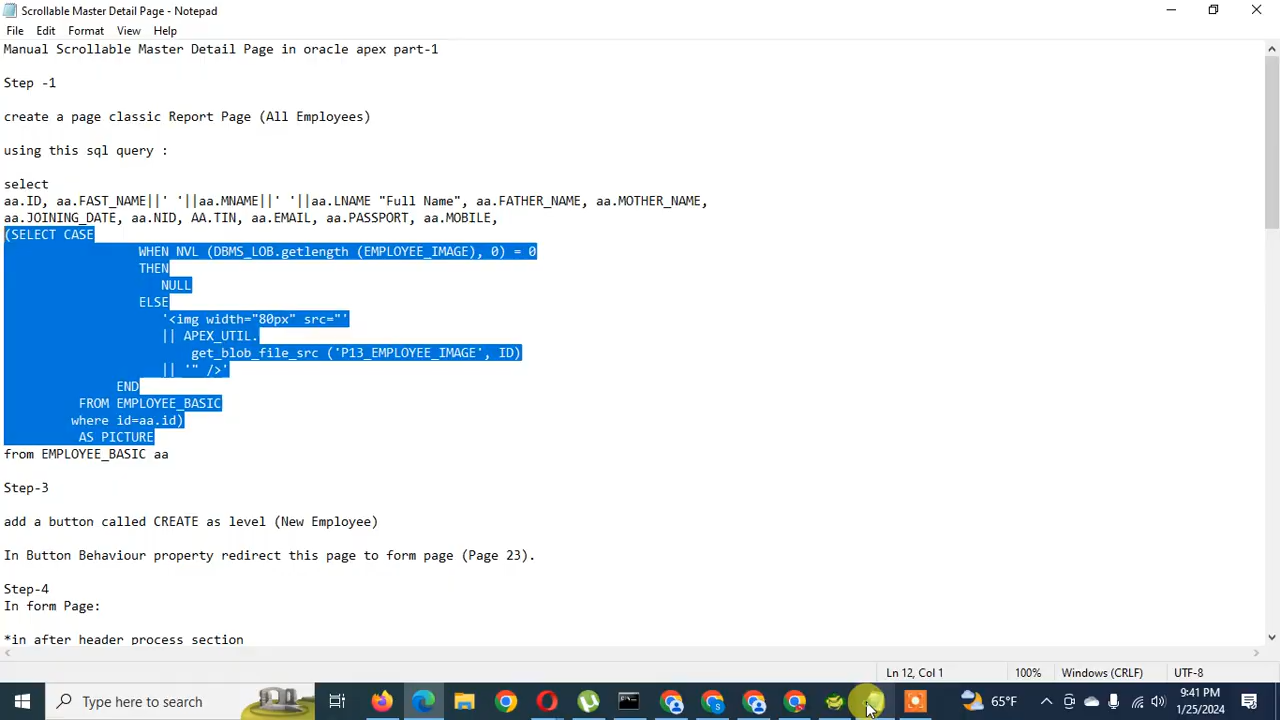 Scrollable Master Detail Page - Notepad
File Edit Format View Help
Manual Scrollable Master Detail Page in oracle apex part-1
Step -1
create a page classic Report Page (All Employees)
using this sql query :
select
aa.ID, aa.FAST_NAME||' '||aa.MNAME||' '||aa.LNAME "Full Name", aa.FATHER_NAME, aa.MOTHER_NAME,
aa.JOINING_DATE, aa.NID, AA.TIN, aa.EMAIL, aa.PASSPORT, aa.MOBILE,
(SELECT CASE
WHEN NVL (DBMS_LOB.getlength (EMPLOYEE_IMAGE), 0) = 0
THEN
NULL
ELSE
'<img width="80px" src="'
|| APEX_UTIL.
get_blob_file_src ('P13_EMPLOYEE_IMAGE', ID)
|| '" />'
END
FROM EMPLOYEE_BASIC
where id=aa.id)
AS PICTURE
from EMPLOYEE_BASIC aa
Step-3
add a button called CREATE as level (New Employee)
In Button Behaviour property redirect this page to form page (Page 23).
Step-4
In form Page:
*in after header process section
Ln 12, Col 1 100% Windows (CRLF) UTF-8
Type here to search
65°F
9:41 PM
1/25/2024